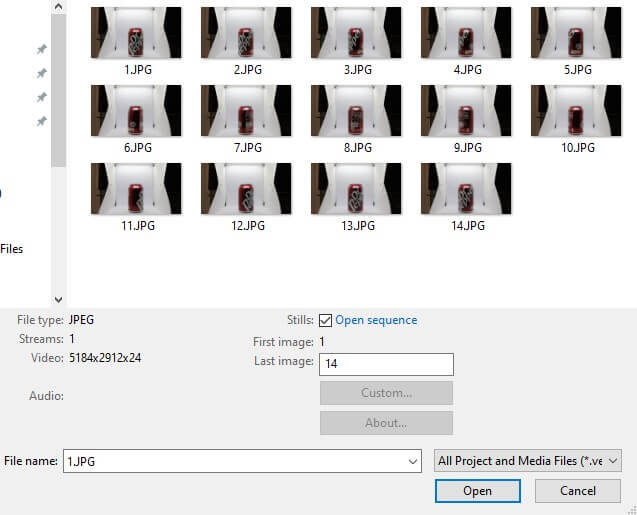 1.JPG 2.JPG 3.JPG 4.JPG 5.JPG
6.JPG 7.JPG 8.JPG 9.JPG 10.JPG
11.JPG 12.JPG 13.JPG 14.JPG
Files
File type: JPEG
Streams: 1
Video: 5184x2912x24
Audio:
Stills: Open sequence
First image: 1
Last image: 14
Custom...
About...
File name: 1.JPG
All Project and Media Files (*.ve
Open Cancel